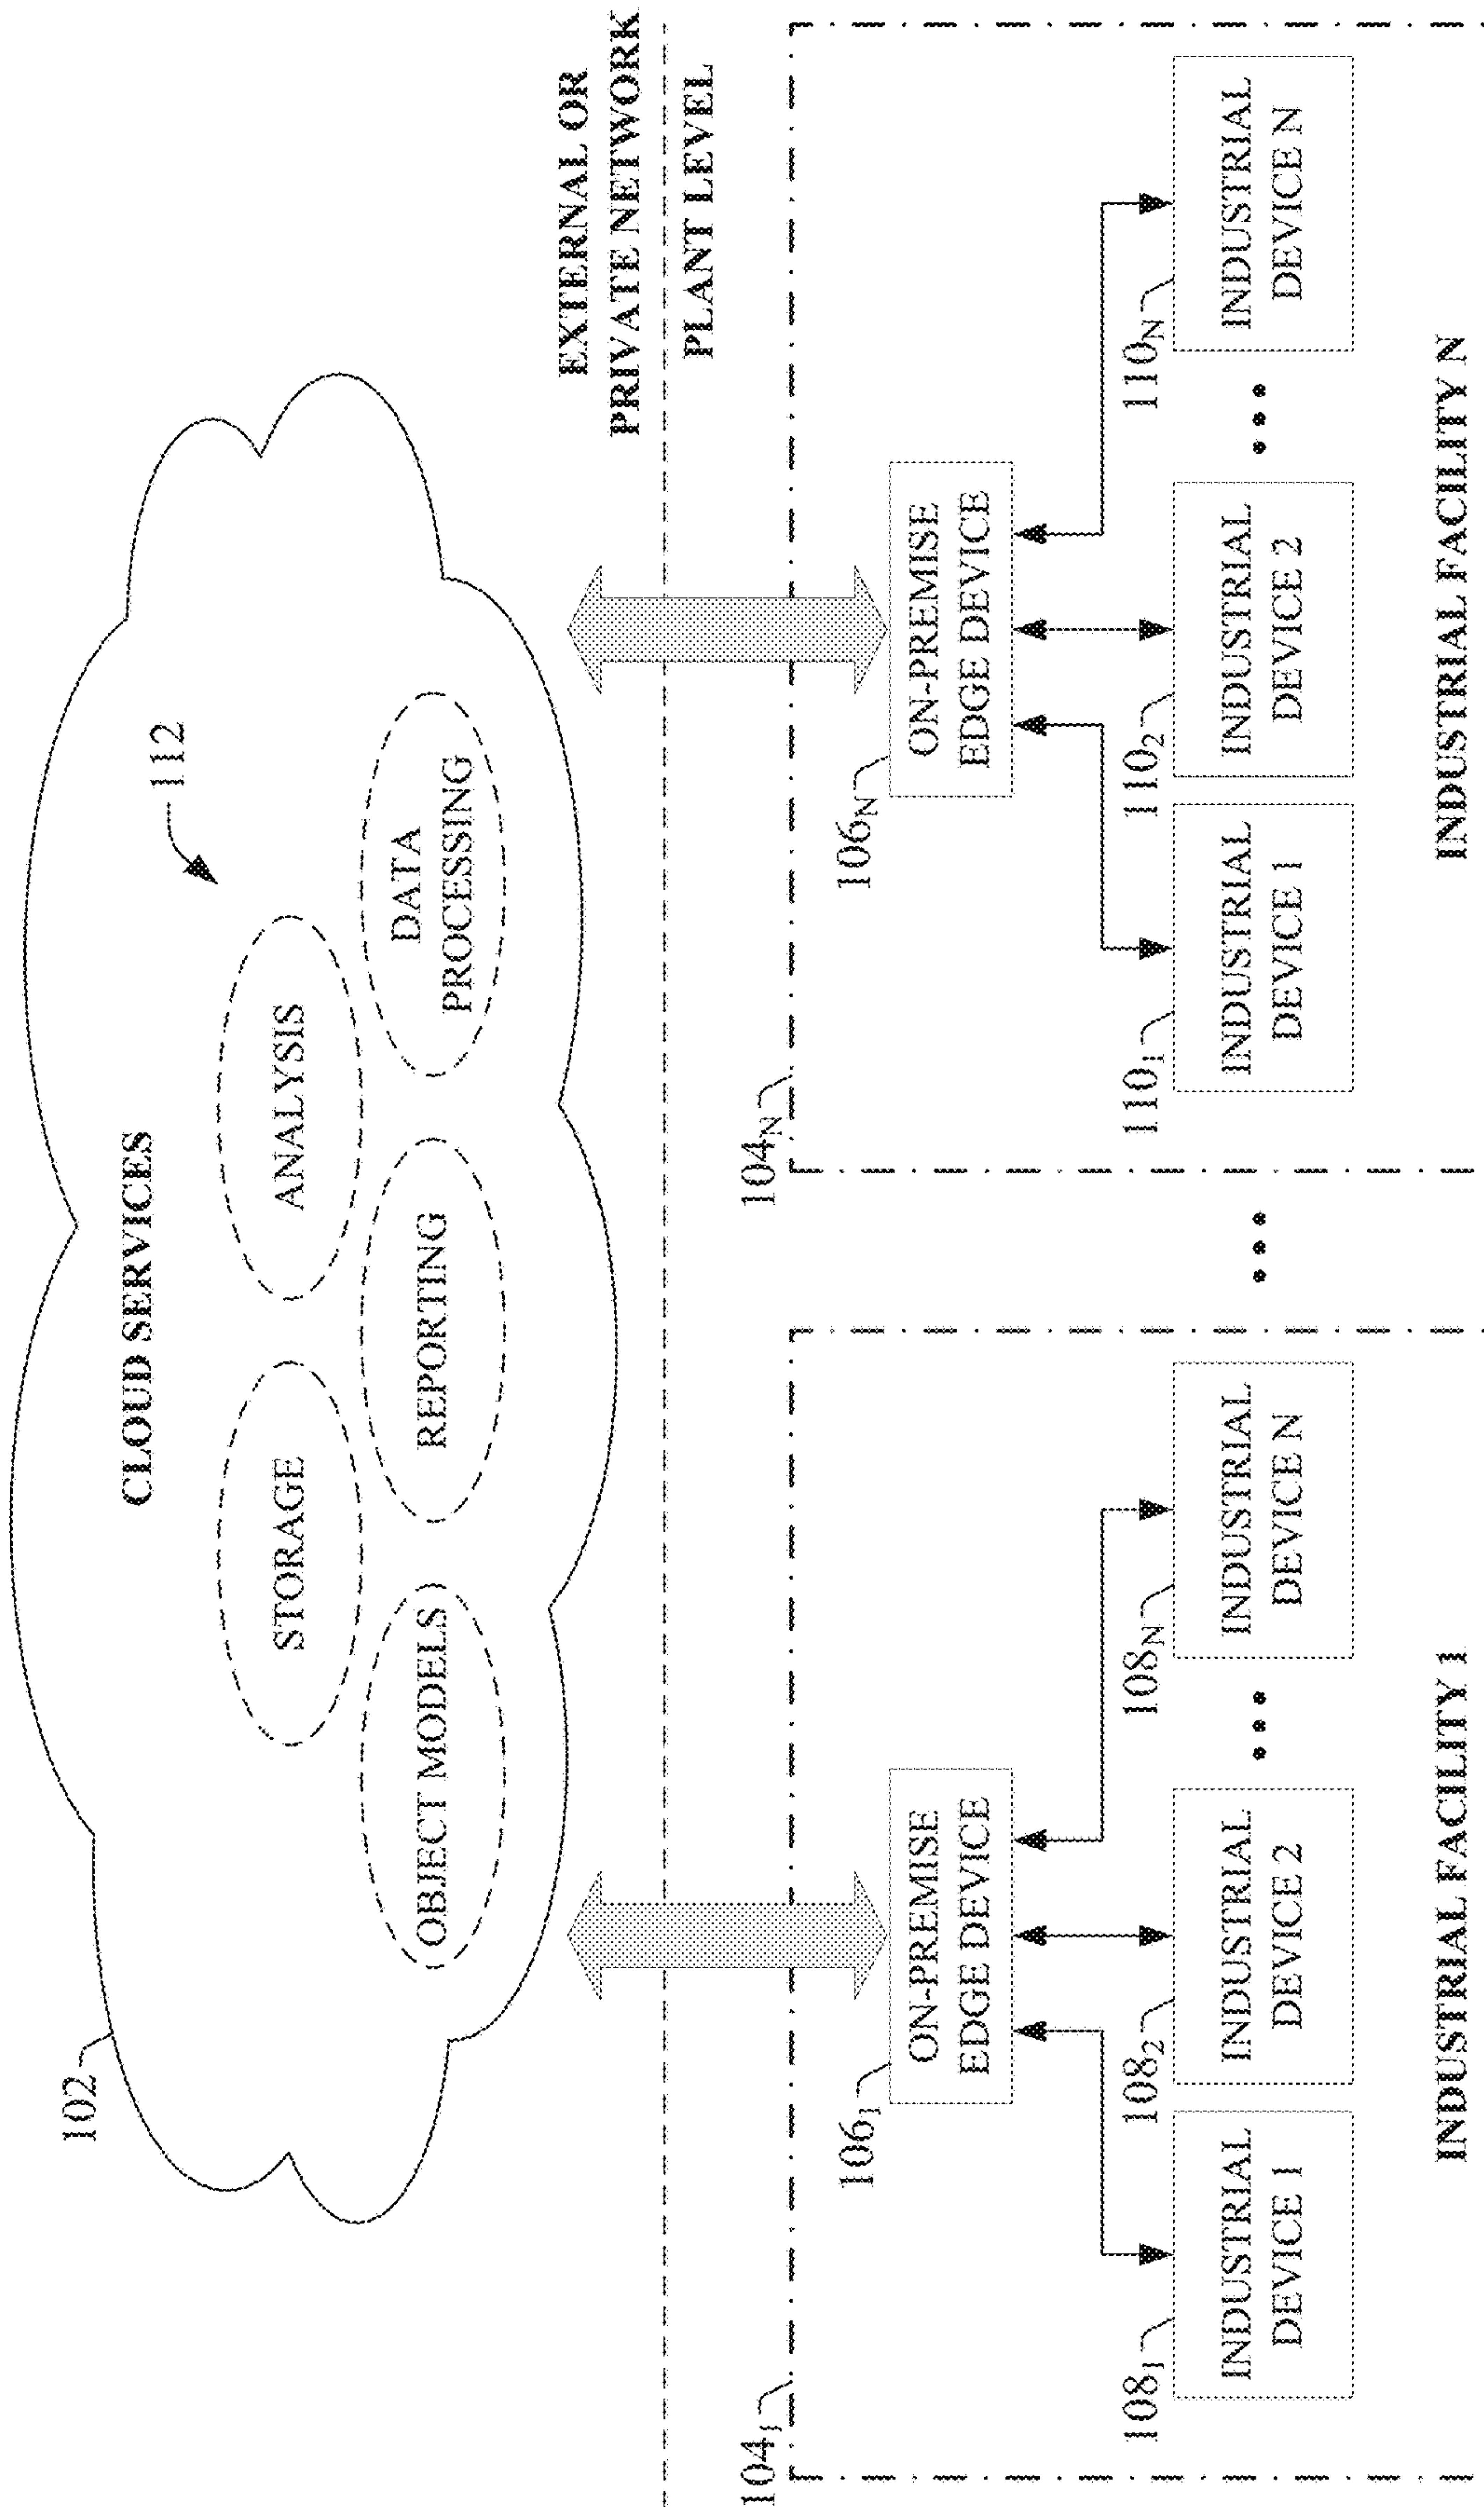 102
CLOUD SERVICES
112
STORAGE
ANALYSIS
OBJECT MODELS
REPORTING
DATA
PROCESSING
EXTERNAL OR
PRIVATE NETWORK
PLANT LEVEL
104₁
106₁
ON-PREMISE
EDGE DEVICE
108₁
INDUSTRIAL
DEVICE 1
108₂
INDUSTRIAL
DEVICE 2
•••
108N
INDUSTRIAL
DEVICE N
INDUSTRIAL FACILITY 1
•••
104N
106N
ON-PREMISE
EDGE DEVICE
110₁
INDUSTRIAL
DEVICE 1
110₂
INDUSTRIAL
DEVICE 2
•••
110N
INDUSTRIAL
DEVICE N
INDUSTRIAL FACILITY N